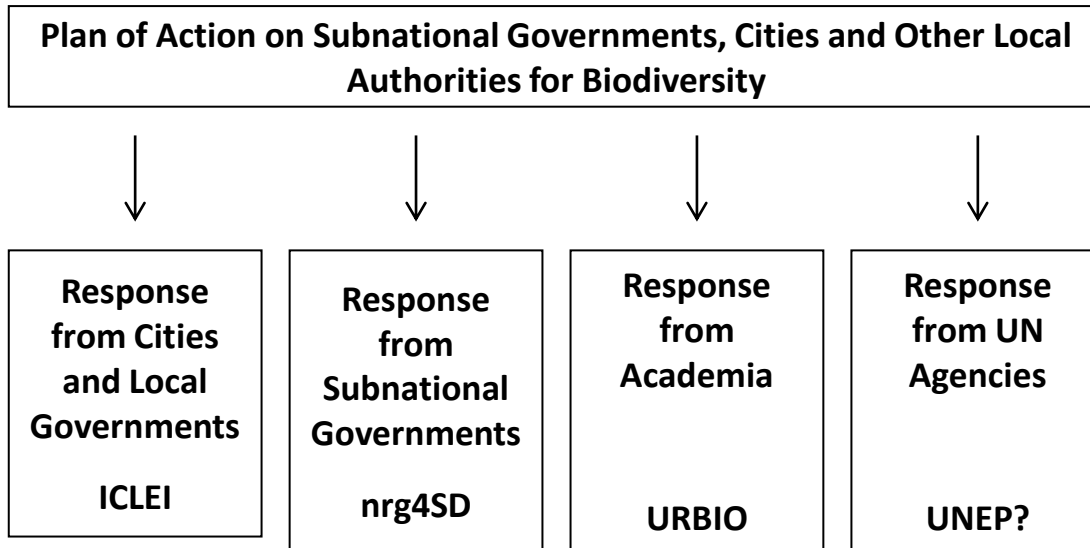 Plan of Action on Subnational Governments, Cities and Other Local
Authorities for Biodiversity
Response
from Cities
and Local
Governments
ICLEI
Response
from
Subnational
Governments
nrg4SD
Response
from
Academia
URBIO
Response
from UN
Agencies
UNEP?